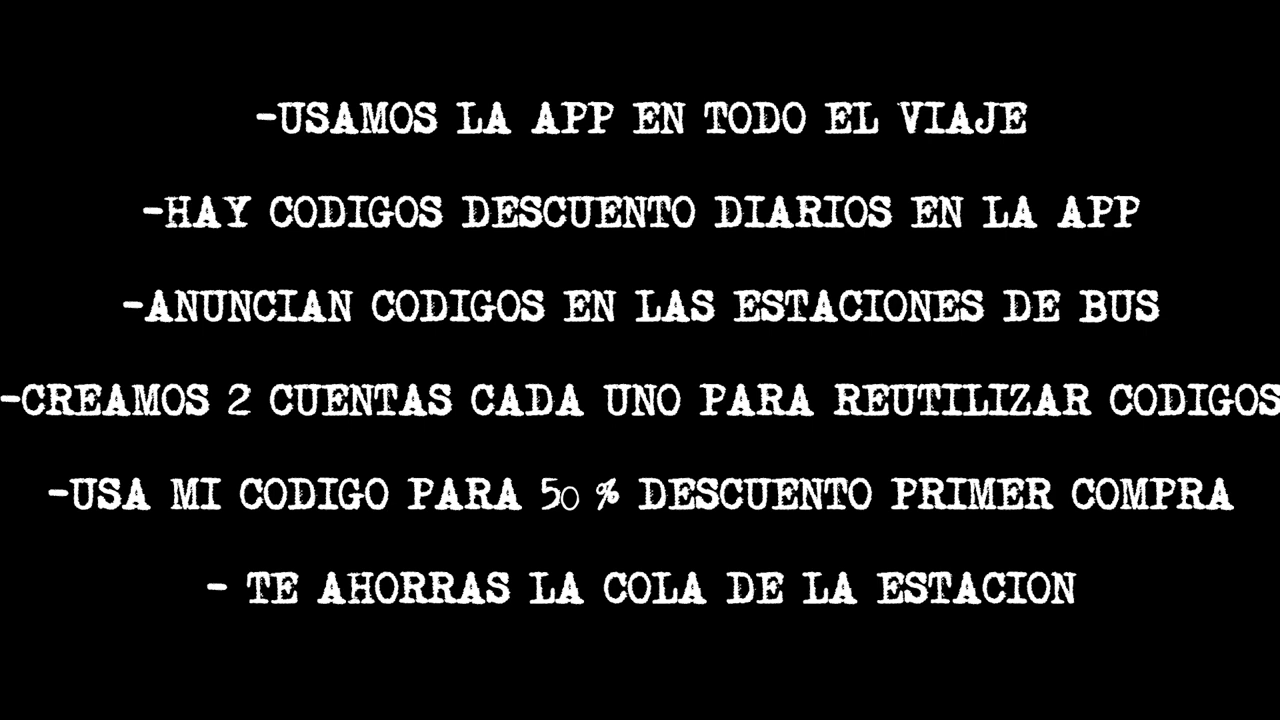 -USAMOS LA APP EN TODO EL VIAJE
-HAY CODIGOS DESCUENTO DIARIOS EN LA APP
-ANUNCIAN CODIGOS EN LAS ESTACIONES DE BUS
-CREAMOS 2 CUENTAS CADA UNO PARA REUTILIZAR CODIGOS
-USA MI CODIGO PARA 50 % DESCUENTO PRIMER COMPRA
- TE AHORRAS LA COLA DE LA ESTACION